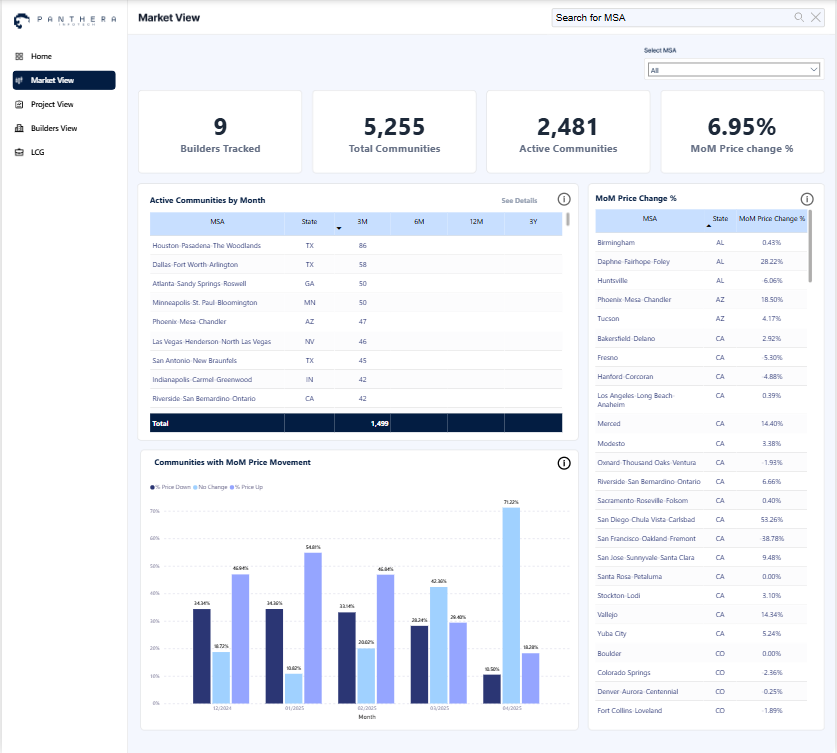 PANTHERA
INFOTECH
Market View
Search for MSA
Home
Market View
Project View
Builders View
LCG
Select MSA
All
9
Builders Tracked
5,255
Total Communities
2,481
Active Communities
6.95%
MoM Price change %
Active Communities by Month
See Details
MSA State 3M 6M 12M 3Y
Houston-Pasadena-The Woodlands TX 86
Dallas-Fort Worth-Arlington TX 58
Atlanta-Sandy Springs-Roswell GA 50
Minneapolis-St. Paul-Bloomington MN 50
Phoenix-Mesa-Chandler AZ 47
Las Vegas-Henderson-North Las Vegas NV 46
San Antonio-New Braunfels TX 45
Indianapolis-Carmel-Greenwood IN 42
Riverside-San Bernardino-Ontario CA 42
Total 1,499
MoM Price Change %
MSA State MoM Price Change %
Birmingham AL 0.43%
Daphne-Fairhope-Foley AL 28.22%
Huntsville AL -6.06%
Phoenix-Mesa-Chandler AZ 18.50%
Tucson AZ 4.17%
Bakersfield-Delano CA 2.92%
Fresno CA -5.30%
Hanford-Corcoran CA -4.88%
Los Angeles-Long Beach-
Anaheim CA 0.39%
Merced CA 14.40%
Modesto CA 3.38%
Oxnard-Thousand Oaks-Ventura CA -1.93%
Riverside-San Bernardino-Ontario CA 6.66%
Sacramento-Roseville-Folsom CA 0.40%
San Diego-Chula Vista-Carlsbad CA 53.26%
San Francisco-Oakland-Fremont CA -38.78%
San Jose-Sunnyvale-Santa Clara CA 9.48%
Santa Rosa-Petaluma CA 0.00%
Stockton-Lodi CA 3.10%
Vallejo CA 14.34%
Yuba City CA 5.24%
Boulder CO 0.00%
Colorado Springs CO -2.36%
Denver-Aurora-Centennial CO -0.25%
Fort Collins-Loveland CO -1.89%
Communities with MoM Price Movement
% Price Down No Change % Price Up
70%
60%
50%
40%
30%
20%
10%
0%
34.34% 18.72% 46.94%
34.36% 10.82% 54.81%
33.14% 20.02% 46.84%
28.24% 42.36% 29.40%
10.50% 71.22% 18.28%
12/2024 01/2025 02/2025 03/2025 04/2025
Month